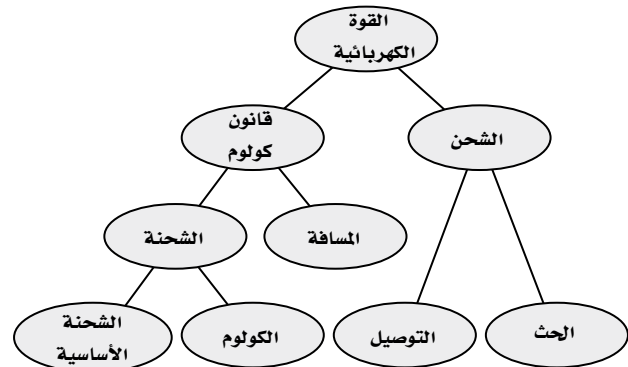 القوة
الكهربائية
قانون
كولوم
الشحن
الشحنة
المسافة
الشحنة
الأساسية
الكولوم
التوصيل
الحث